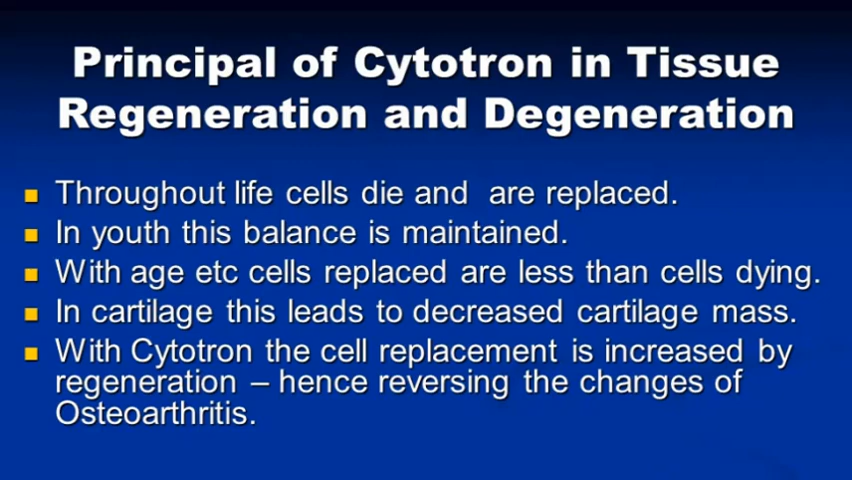 Principal of Cytotron in Tissue
Regeneration and Degeneration
Throughout life cells die and are replaced.
In youth this balance is maintained.
With age etc cells replaced are less than cells dying.
In cartilage this leads to decreased cartilage mass.
With Cytotron the cell replacement is increased by
regeneration – hence reversing the changes of
Osteoarthritis.